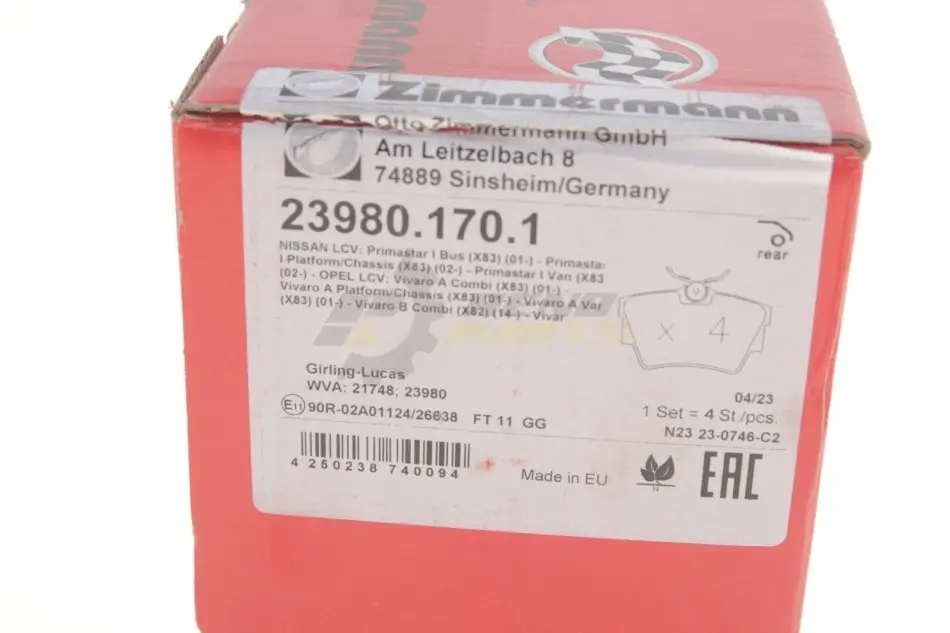 Zimmermann
Otto Zimmermann GmbH
Am Leitzelbach 8
74889 Sinsheim/Germany
23980.170.1
rear
NISSAN LCV: Primastar I Bus (X83) (01-) - Primasta
I Platform/Chassis (X83) (02-) - Primastar I Van (X83
(02-) - OPEL LCV: Vivaro A Combi (X83) (01-) -
Vivaro A Platform/Chassis (X83) (01-) - Vivaro A Van
(X83) (01-) - Vivaro B Combi (X82) (14-) - Vivar
PARTS
x 4
Girling-Lucas
WVA: 21748; 23980
E11 90R-02A01124/26638 FT 11 GG
04/23
1 Set = 4 St./pcs.
N23 23-0746-C2
4 250238 740094
Made in EU
N
EAC